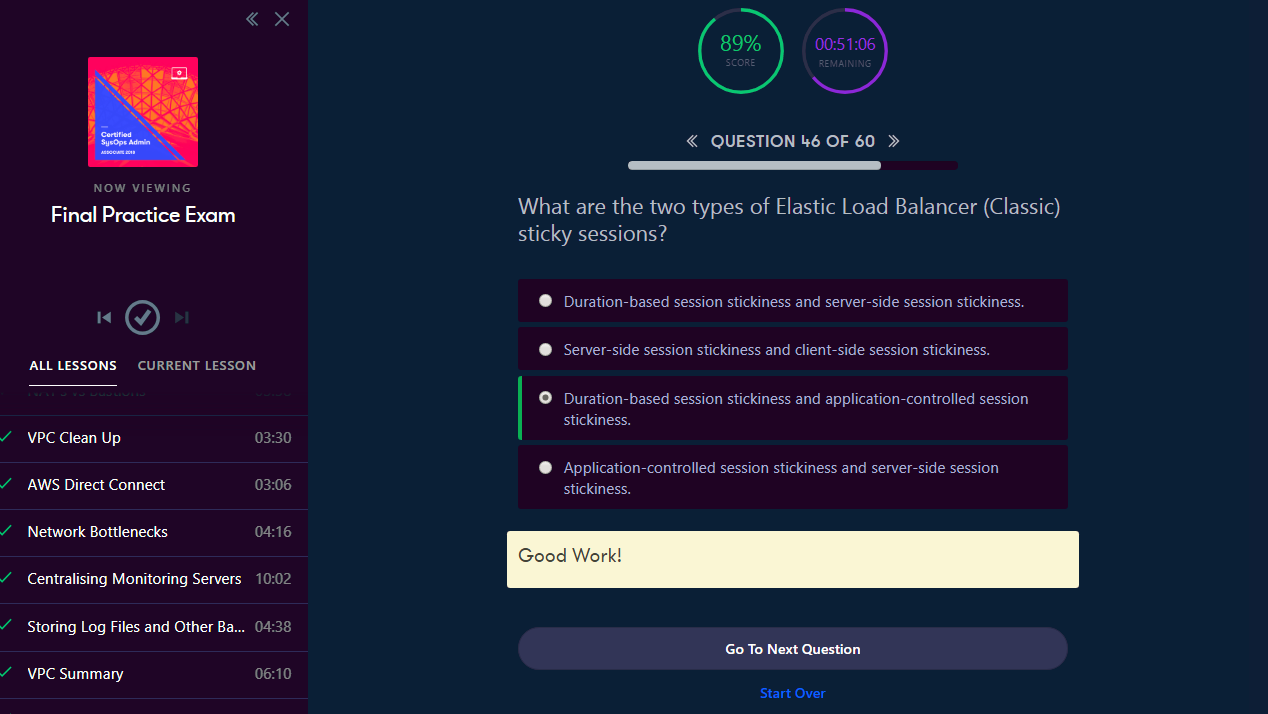 Certified
SysOps Admin
ASSOCIATE 2019
NOW VIEWING
Final Practice Exam
ALL LESSONS CURRENT LESSON
VPC Clean Up 03:30
AWS Direct Connect 03:06
Network Bottlenecks 04:16
Centralising Monitoring Servers 10:02
Storing Log Files and Other Ba... 04:38
VPC Summary 06:10
89%
SCORE
00:51:06
REMAINING
QUESTION 46 OF 60
What are the two types of Elastic Load Balancer (Classic)
sticky sessions?
Duration-based session stickiness and server-side session stickiness.
Server-side session stickiness and client-side session stickiness.
Duration-based session stickiness and application-controlled session
stickiness.
Application-controlled session stickiness and server-side session
stickiness.
Good Work!
Go To Next Question
Start Over